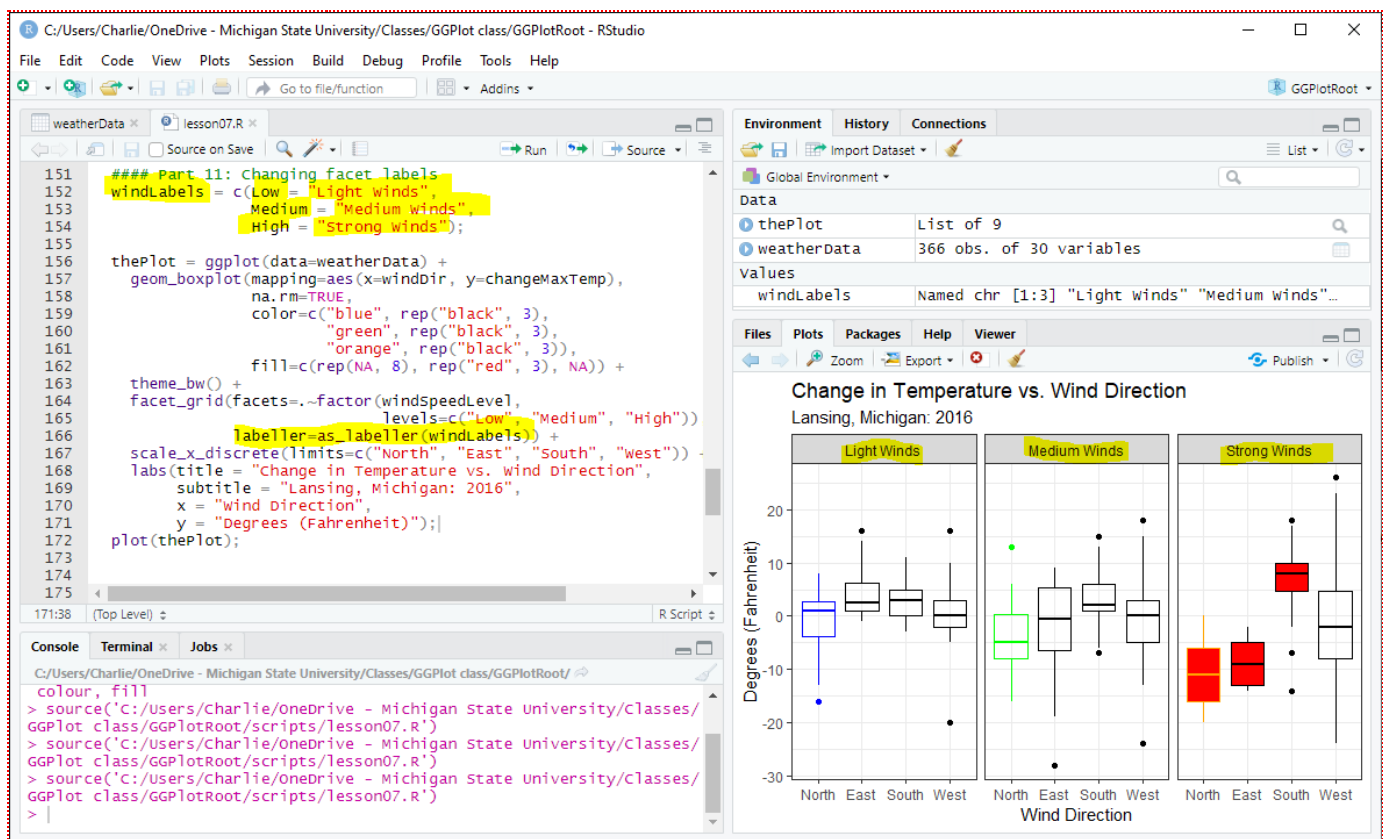 C:/Users/Charlie/OneDrive - Michigan State University/Classes/GGPlot class/GGPlotRoot - RStudio
File Edit Code View Plots Session Build Debug Profile Tools Help
Go to file/function Addins GGPlotRoot
weatherData lesson07.R
Source on Save Run Source
151 #### Part 11: Changing facet labels
152 windLabels = c(Low = "Light Winds",
153 Medium = "Medium Winds",
154 High = "Strong Winds");
155
156 thePlot = ggplot(data=weatherData) +
157 geom_boxplot(mapping=aes(x=windDir, y=changeMaxTemp),
158 na.rm=TRUE,
159 color=c("blue", rep("black", 3),
160 "green", rep("black", 3),
161 "orange", rep("black", 3)),
162 fill=c(rep(NA, 8), rep("red", 3), NA)) +
163 theme_bw() +
164 facet_grid(facets=.~factor(windSpeedLevel,
165 levels=c("Low", "Medium", "High"))
166 labeller=as_labeller(windLabels)) +
167 scale_x_discrete(limits=c("North", "East", "South", "West")) +
168 labs(title = "Change in Temperature vs. Wind Direction",
169 subtitle = "Lansing, Michigan: 2016",
170 x = "Wind Direction",
171 y = "Degrees (Fahrenheit)");
172 plot(thePlot);
173
174
175
171:38 (Top Level) R Script
Console Terminal Jobs
C:/Users/Charlie/OneDrive - Michigan State University/Classes/GGPlot class/GGPlotRoot/
colour, fill
> source('C:/Users/Charlie/OneDrive - Michigan State University/Classes/
GGPlot class/GGPlotRoot/scripts/lesson07.R')
> source('C:/Users/Charlie/OneDrive - Michigan State University/Classes/
GGPlot class/GGPlotRoot/scripts/lesson07.R')
> source('C:/Users/Charlie/OneDrive - Michigan State University/Classes/
GGPlot class/GGPlotRoot/scripts/lesson07.R')
>
Environment History Connections
Import Dataset List
Global Environment
Data
thePlot List of 9
weatherData 366 obs. of 30 variables
Values
windLabels Named chr [1:3] "Light Winds" "Medium Winds"…
Files Plots Packages Help Viewer
Zoom Export Publish
Change in Temperature vs. Wind Direction
Lansing, Michigan: 2016
Light Winds Medium Winds Strong Winds
20
10
0
-10
-20
-30
Degrees (Fahrenheit)
North East South West North East South West North East South West
Wind Direction